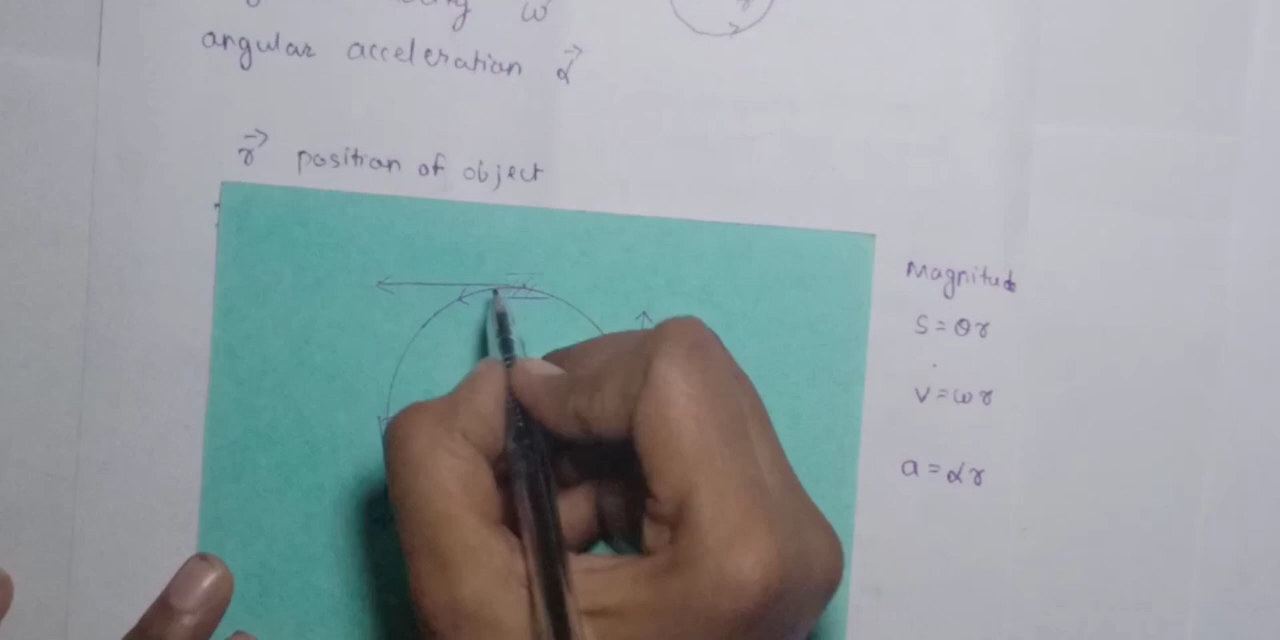 ω
angular acceleration α⃗
r⃗ position of object
Magnitude
S = θr
V = ωr
a = αr